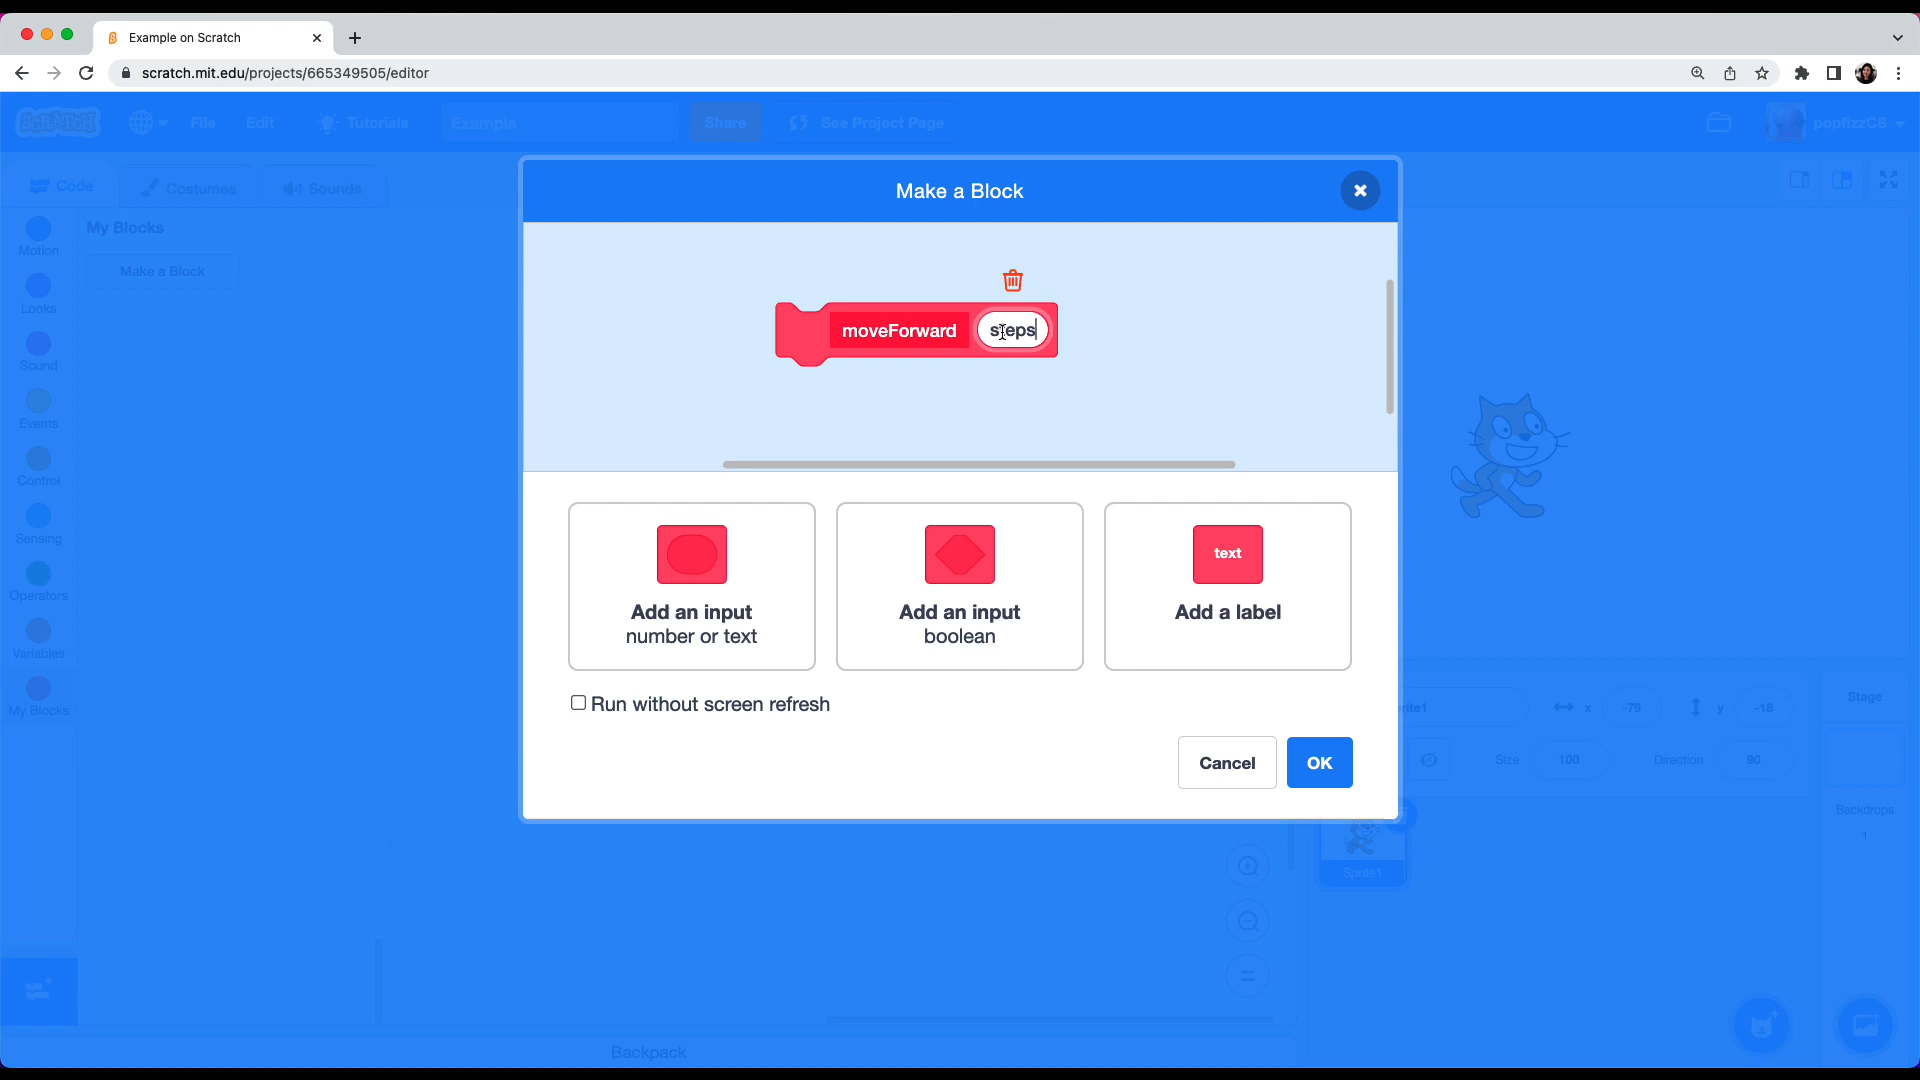 Example on Scratch
scratch.mit.edu/projects/665349505/editor
SCRATCH
File
Edit
Tutorials
Example
Share
See Project Page
popfizzCS
Code
Costumes
Sounds
Make a Block
Motion
Looks
Sound
Events
Control
Sensing
Operators
Variables
My Blocks
My Blocks
Make a Block
moveForward
steps
Add an input
number or text
Add an input
boolean
text
Add a label
Run without screen refresh
Cancel
OK
rite1
x
-79
y
-18
Size
100
Direction
90
Stage
Backdrops
1
Sprite1
Backpack